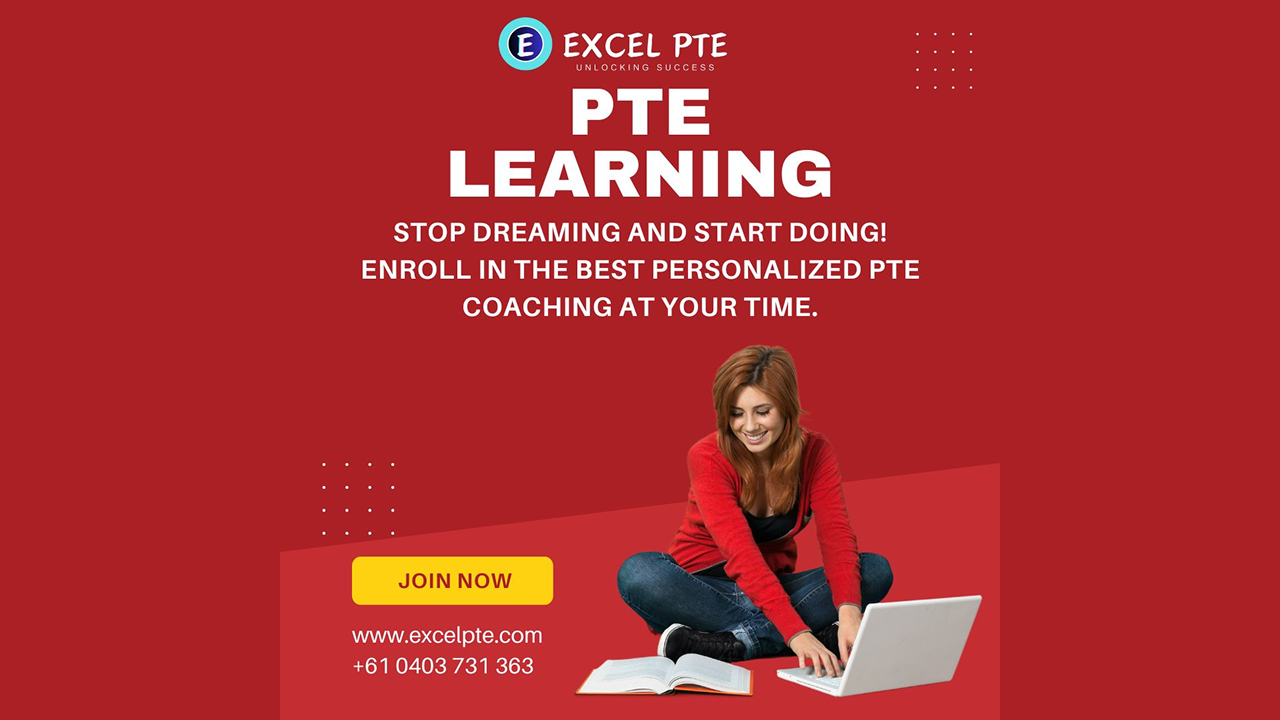 E EXCEL PTE
UNLOCKING SUCCESS
PTE
LEARNING
STOP DREAMING AND START DOING!
ENROLL IN THE BEST PERSONALIZED PTE
COACHING AT YOUR TIME.
JOIN NOW
www.excelpte.com
+61 0403 731 363